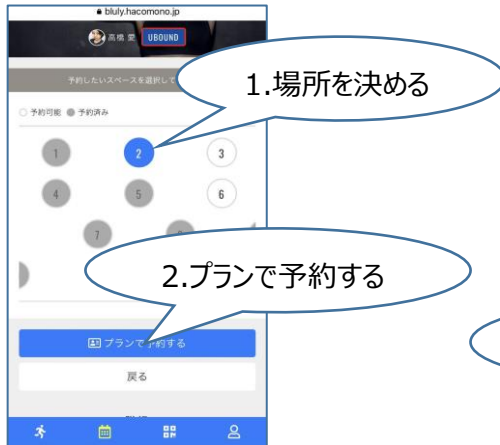 bluly.hacomono.jp
高橋 愛 UBOUND
予約したいスペースを選択して
1.場所を決める
予約可能 予約済み
1 2 3
4 5 6
7
2.プランで予約する
プランで予約する
戻る